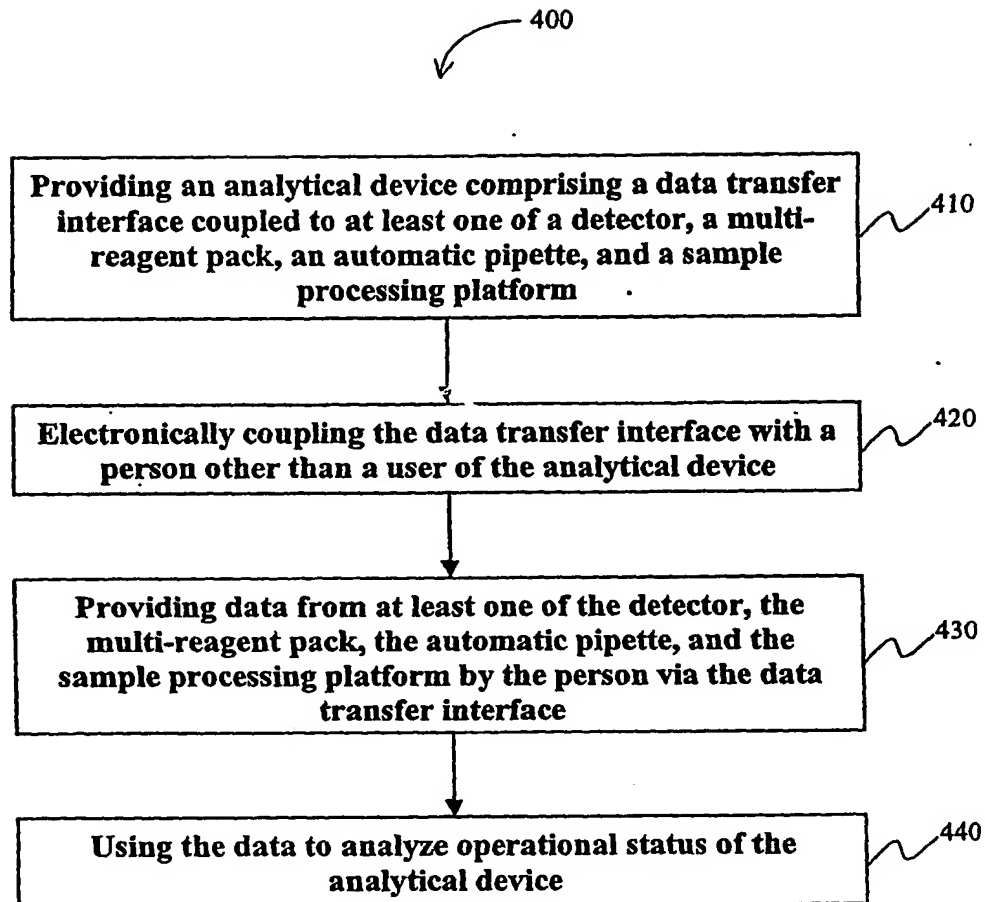 400
Providing an analytical device comprising a data transfer
interface coupled to at least one of a detector, a multi-
reagent pack, an automatic pipette, and a sample
processing platform
410
Electronically coupling the data transfer interface with a
person other than a user of the analytical device
420
Providing data from at least one of the detector, the
multi-reagent pack, the automatic pipette, and the
sample processing platform by the person via the data
transfer interface
430
Using the data to analyze operational status of the
analytical device
440